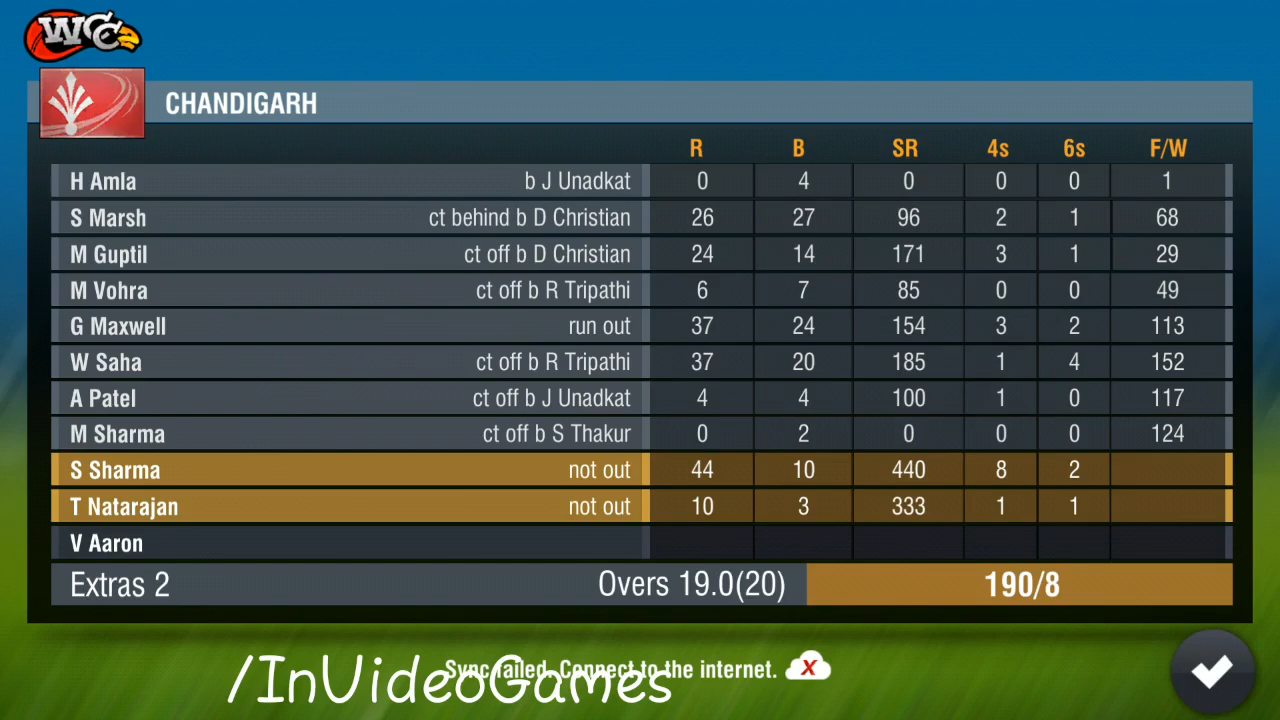 WCC
CHANDIGARH
R B SR 4s 6s F/W
H Amla b J Unadkat 0 4 0 0 0 1
S Marsh ct behind b D Christian 26 27 96 2 1 68
M Guptil ct off b D Christian 24 14 171 3 1 29
M Vohra ct off b R Tripathi 6 7 85 0 0 49
G Maxwell run out 37 24 154 3 2 113
W Saha ct off b R Tripathi 37 20 185 1 4 152
A Patel ct off b J Unadkat 4 4 100 1 0 117
M Sharma ct off b S Thakur 0 2 0 0 0 124
S Sharma not out 44 10 440 8 2
T Natarajan not out 10 3 333 1 1
V Aaron
Extras 2 Overs 19.0(20) 190/8
Sync failed. Connect to the internet. X
/InVideoGames